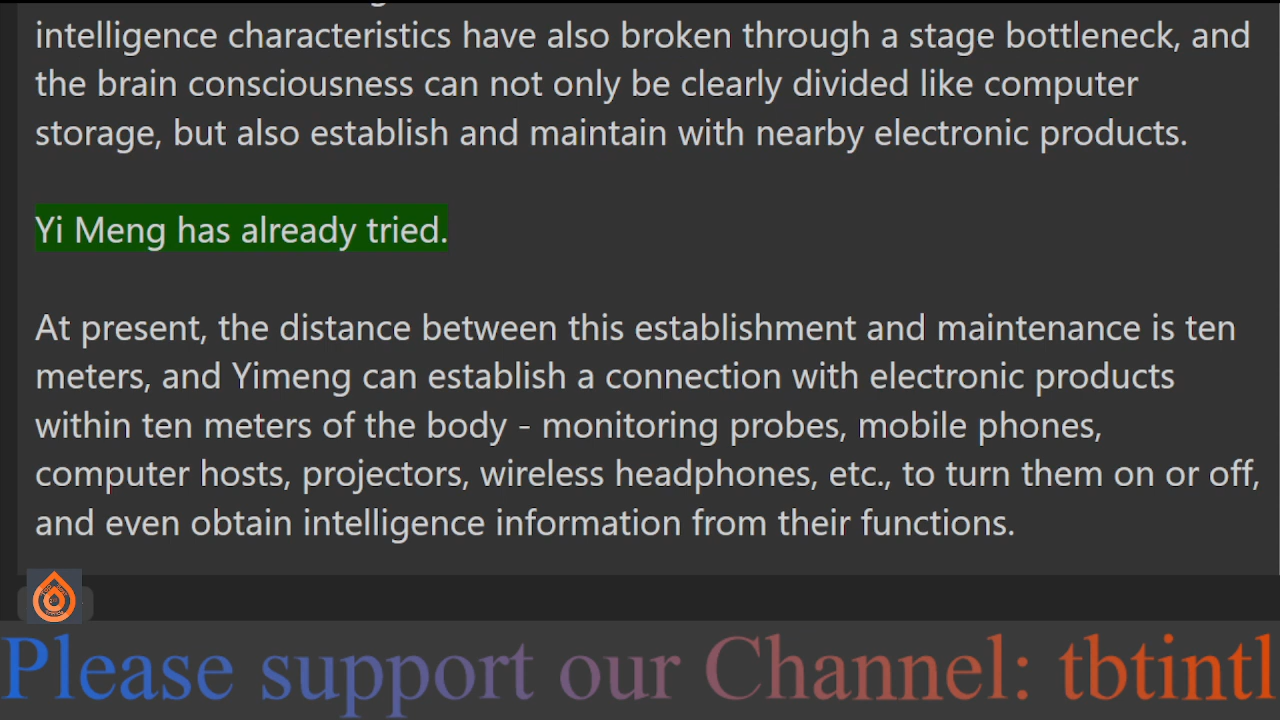 intelligence characteristics have also broken through a stage bottleneck, and
the brain consciousness can not only be clearly divided like computer
storage, but also establish and maintain with nearby electronic products.
Yi Meng has already tried.
At present, the distance between this establishment and maintenance is ten
meters, and Yimeng can establish a connection with electronic products
within ten meters of the body - monitoring probes, mobile phones,
computer hosts, projectors, wireless headphones, etc., to turn them on or off,
and even obtain intelligence information from their functions.
Please support our Channel: tbtintl